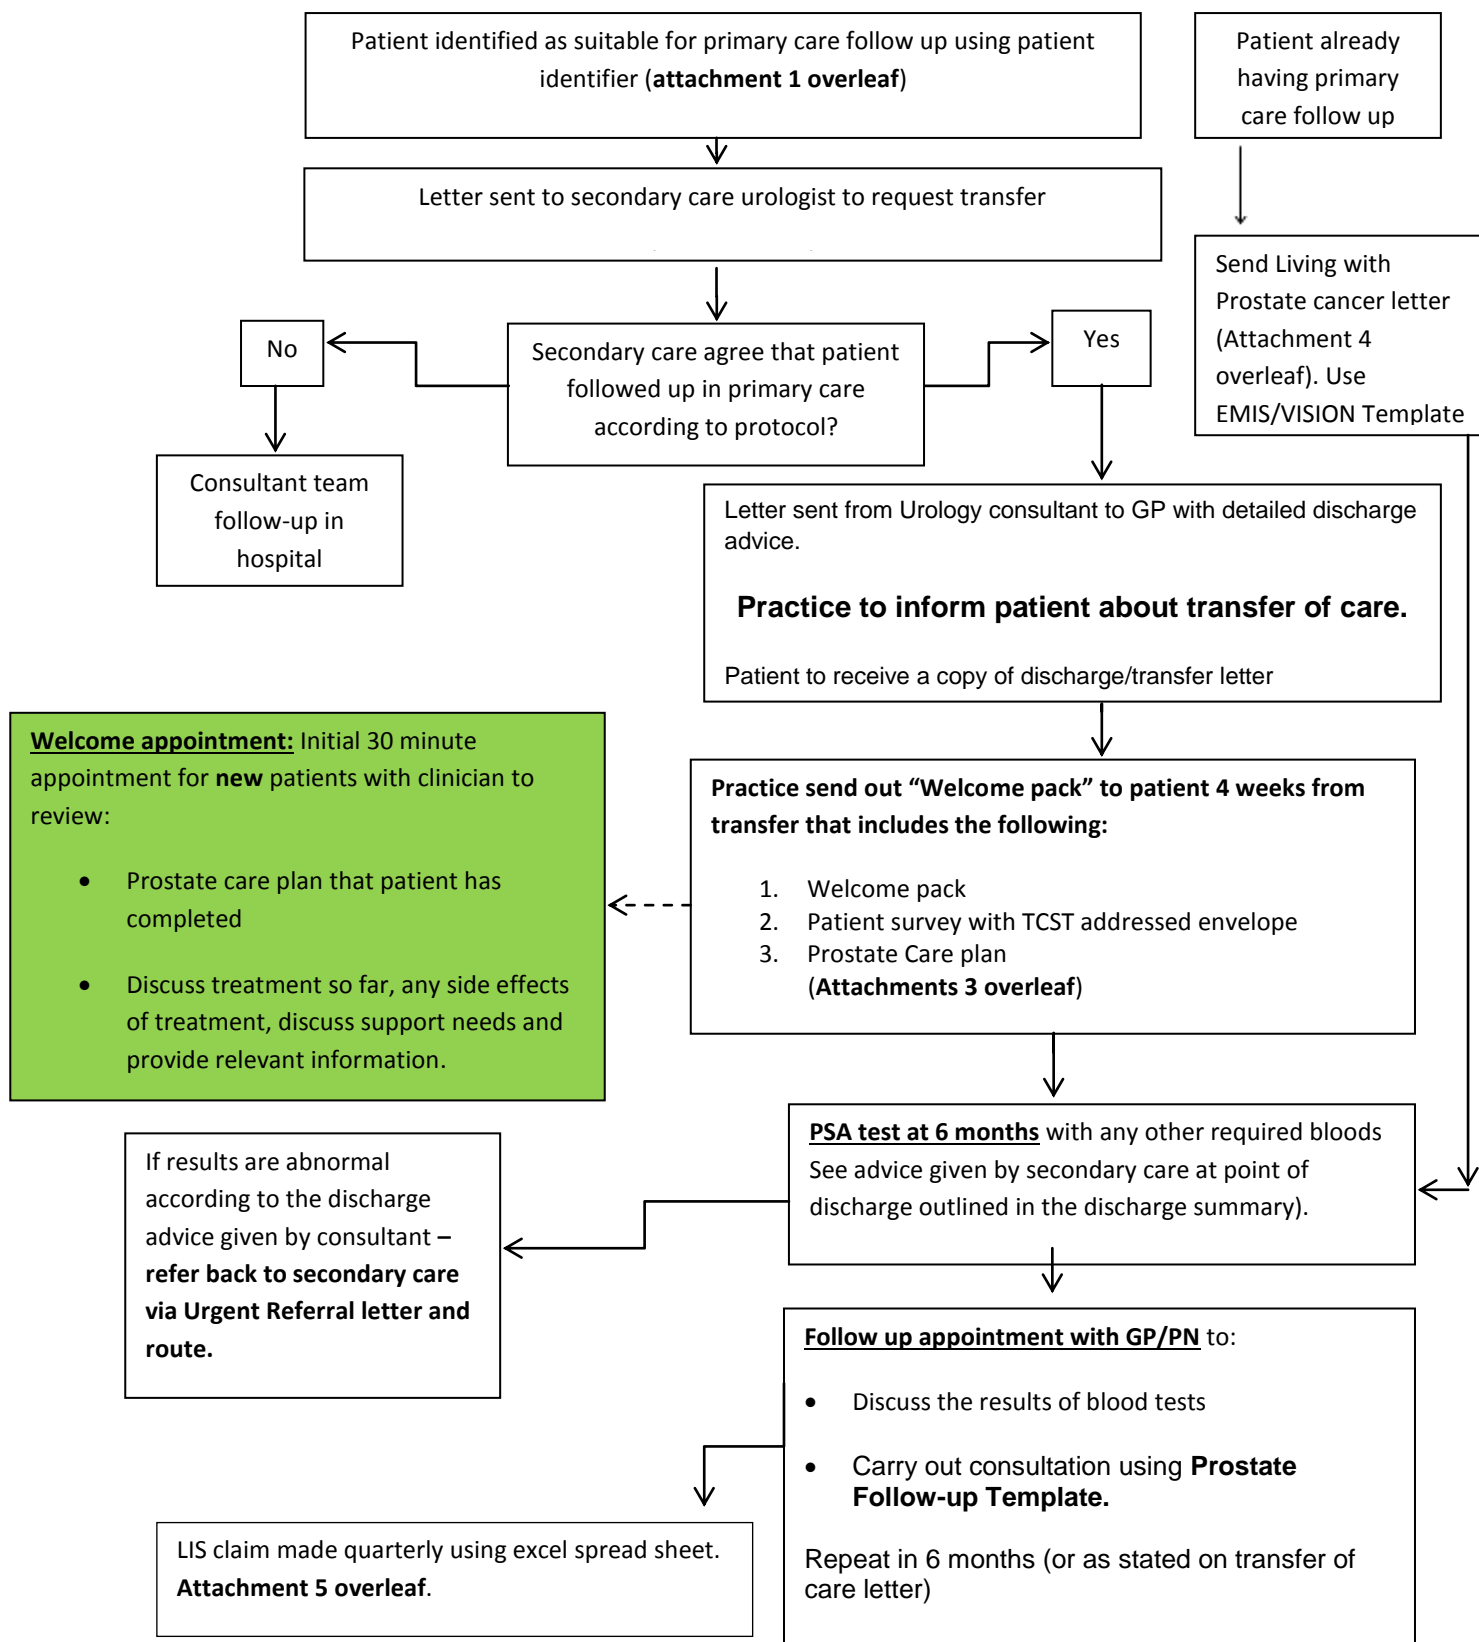 Patient identified as suitable for primary care follow up using patient
identifier (attachment 1 overleaf)
Patient already
having primary
care follow up
Letter sent to secondary care urologist to request transfer
Send Living with
Prostate cancer letter
(Attachment 4
overleaf). Use
EMIS/VISION Template
No
Secondary care agree that patient
followed up in primary care
according to protocol?
Yes
Consultant team
follow-up in
hospital
Letter sent from Urology consultant to GP with detailed discharge
advice.
Practice to inform patient about transfer of care.
Patient to receive a copy of discharge/transfer letter
Welcome appointment: Initial 30 minute
appointment for new patients with clinician to
review:
• Prostate care plan that patient has
completed
• Discuss treatment so far, any side effects
of treatment, discuss support needs and
provide relevant information.
Practice send out “Welcome pack” to patient 4 weeks from
transfer that includes the following:
1. Welcome pack
2. Patient survey with TCST addressed envelope
3. Prostate Care plan
(Attachments 3 overleaf)
PSA test at 6 months with any other required bloods
See advice given by secondary care at point of
discharge outlined in the discharge summary).
If results are abnormal
according to the discharge
advice given by consultant –
refer back to secondary care
via Urgent Referral letter and
route.
Follow up appointment with GP/PN to:
• Discuss the results of blood tests
• Carry out consultation using Prostate
Follow-up Template.
Repeat in 6 months (or as stated on transfer of
care letter)
LIS claim made quarterly using excel spread sheet.
Attachment 5 overleaf.